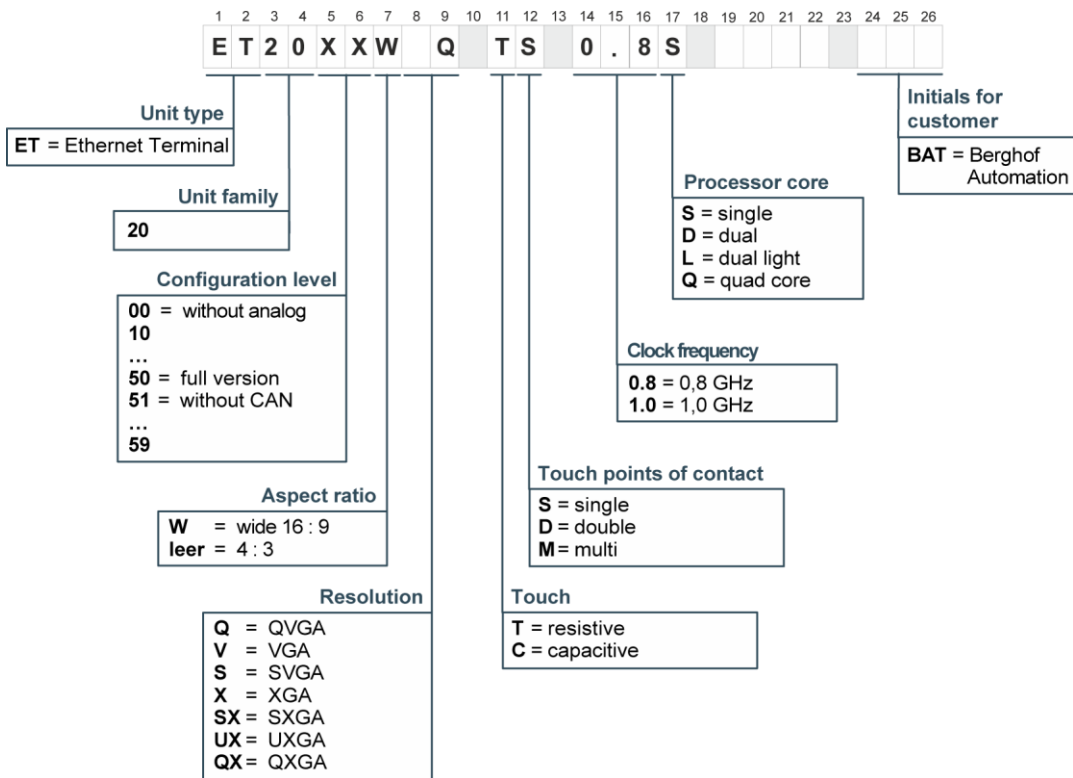 1 2 3 4 5 6 7 8 9 10 11 12 13 14 15 16 17 18 19 20 21 22 23 24 25 26
E T 2 0 X X W Q T S 0 . 8 S
Unit type
ET = Ethernet Terminal
Unit family
20
Configuration level
00 = without analog
10
...
50 = full version
51 = without CAN
...
59
Aspect ratio
W = wide 16 : 9
leer = 4 : 3
Resolution
Q = QVGA
V = VGA
S = SVGA
X = XGA
SX = SXGA
UX = UXGA
QX = QXGA
Touch
T = resistive
C = capacitive
Touch points of contact
S = single
D = double
M = multi
Clock frequency
0.8 = 0,8 GHz
1.0 = 1,0 GHz
Processor core
S = single
D = dual
L = dual light
Q = quad core
Initials for
customer
BAT = Berghof
Automation